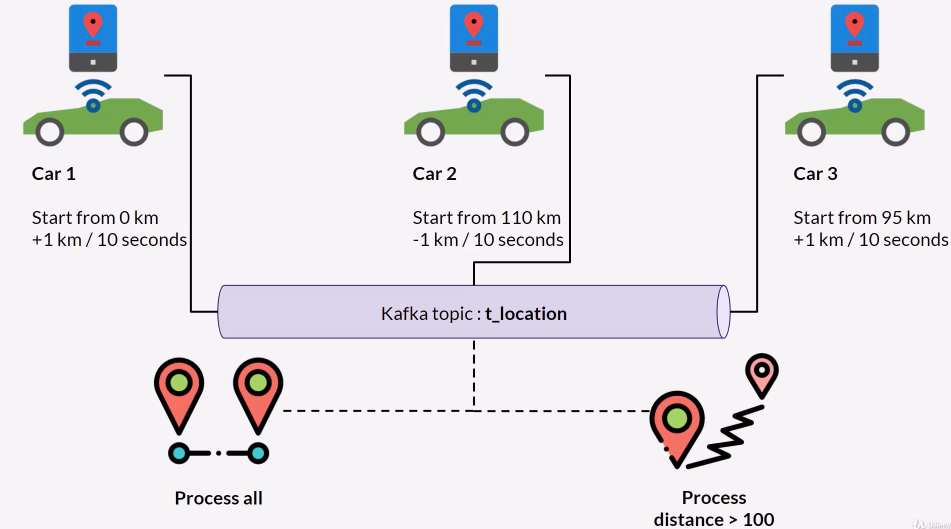 Car 1
Start from 0 km
+1 km / 10 seconds
Car 2
Start from 110 km
-1 km / 10 seconds
Car 3
Start from 95 km
+1 km / 10 seconds
Kafka topic : t_location
Process all
Process
distance > 100